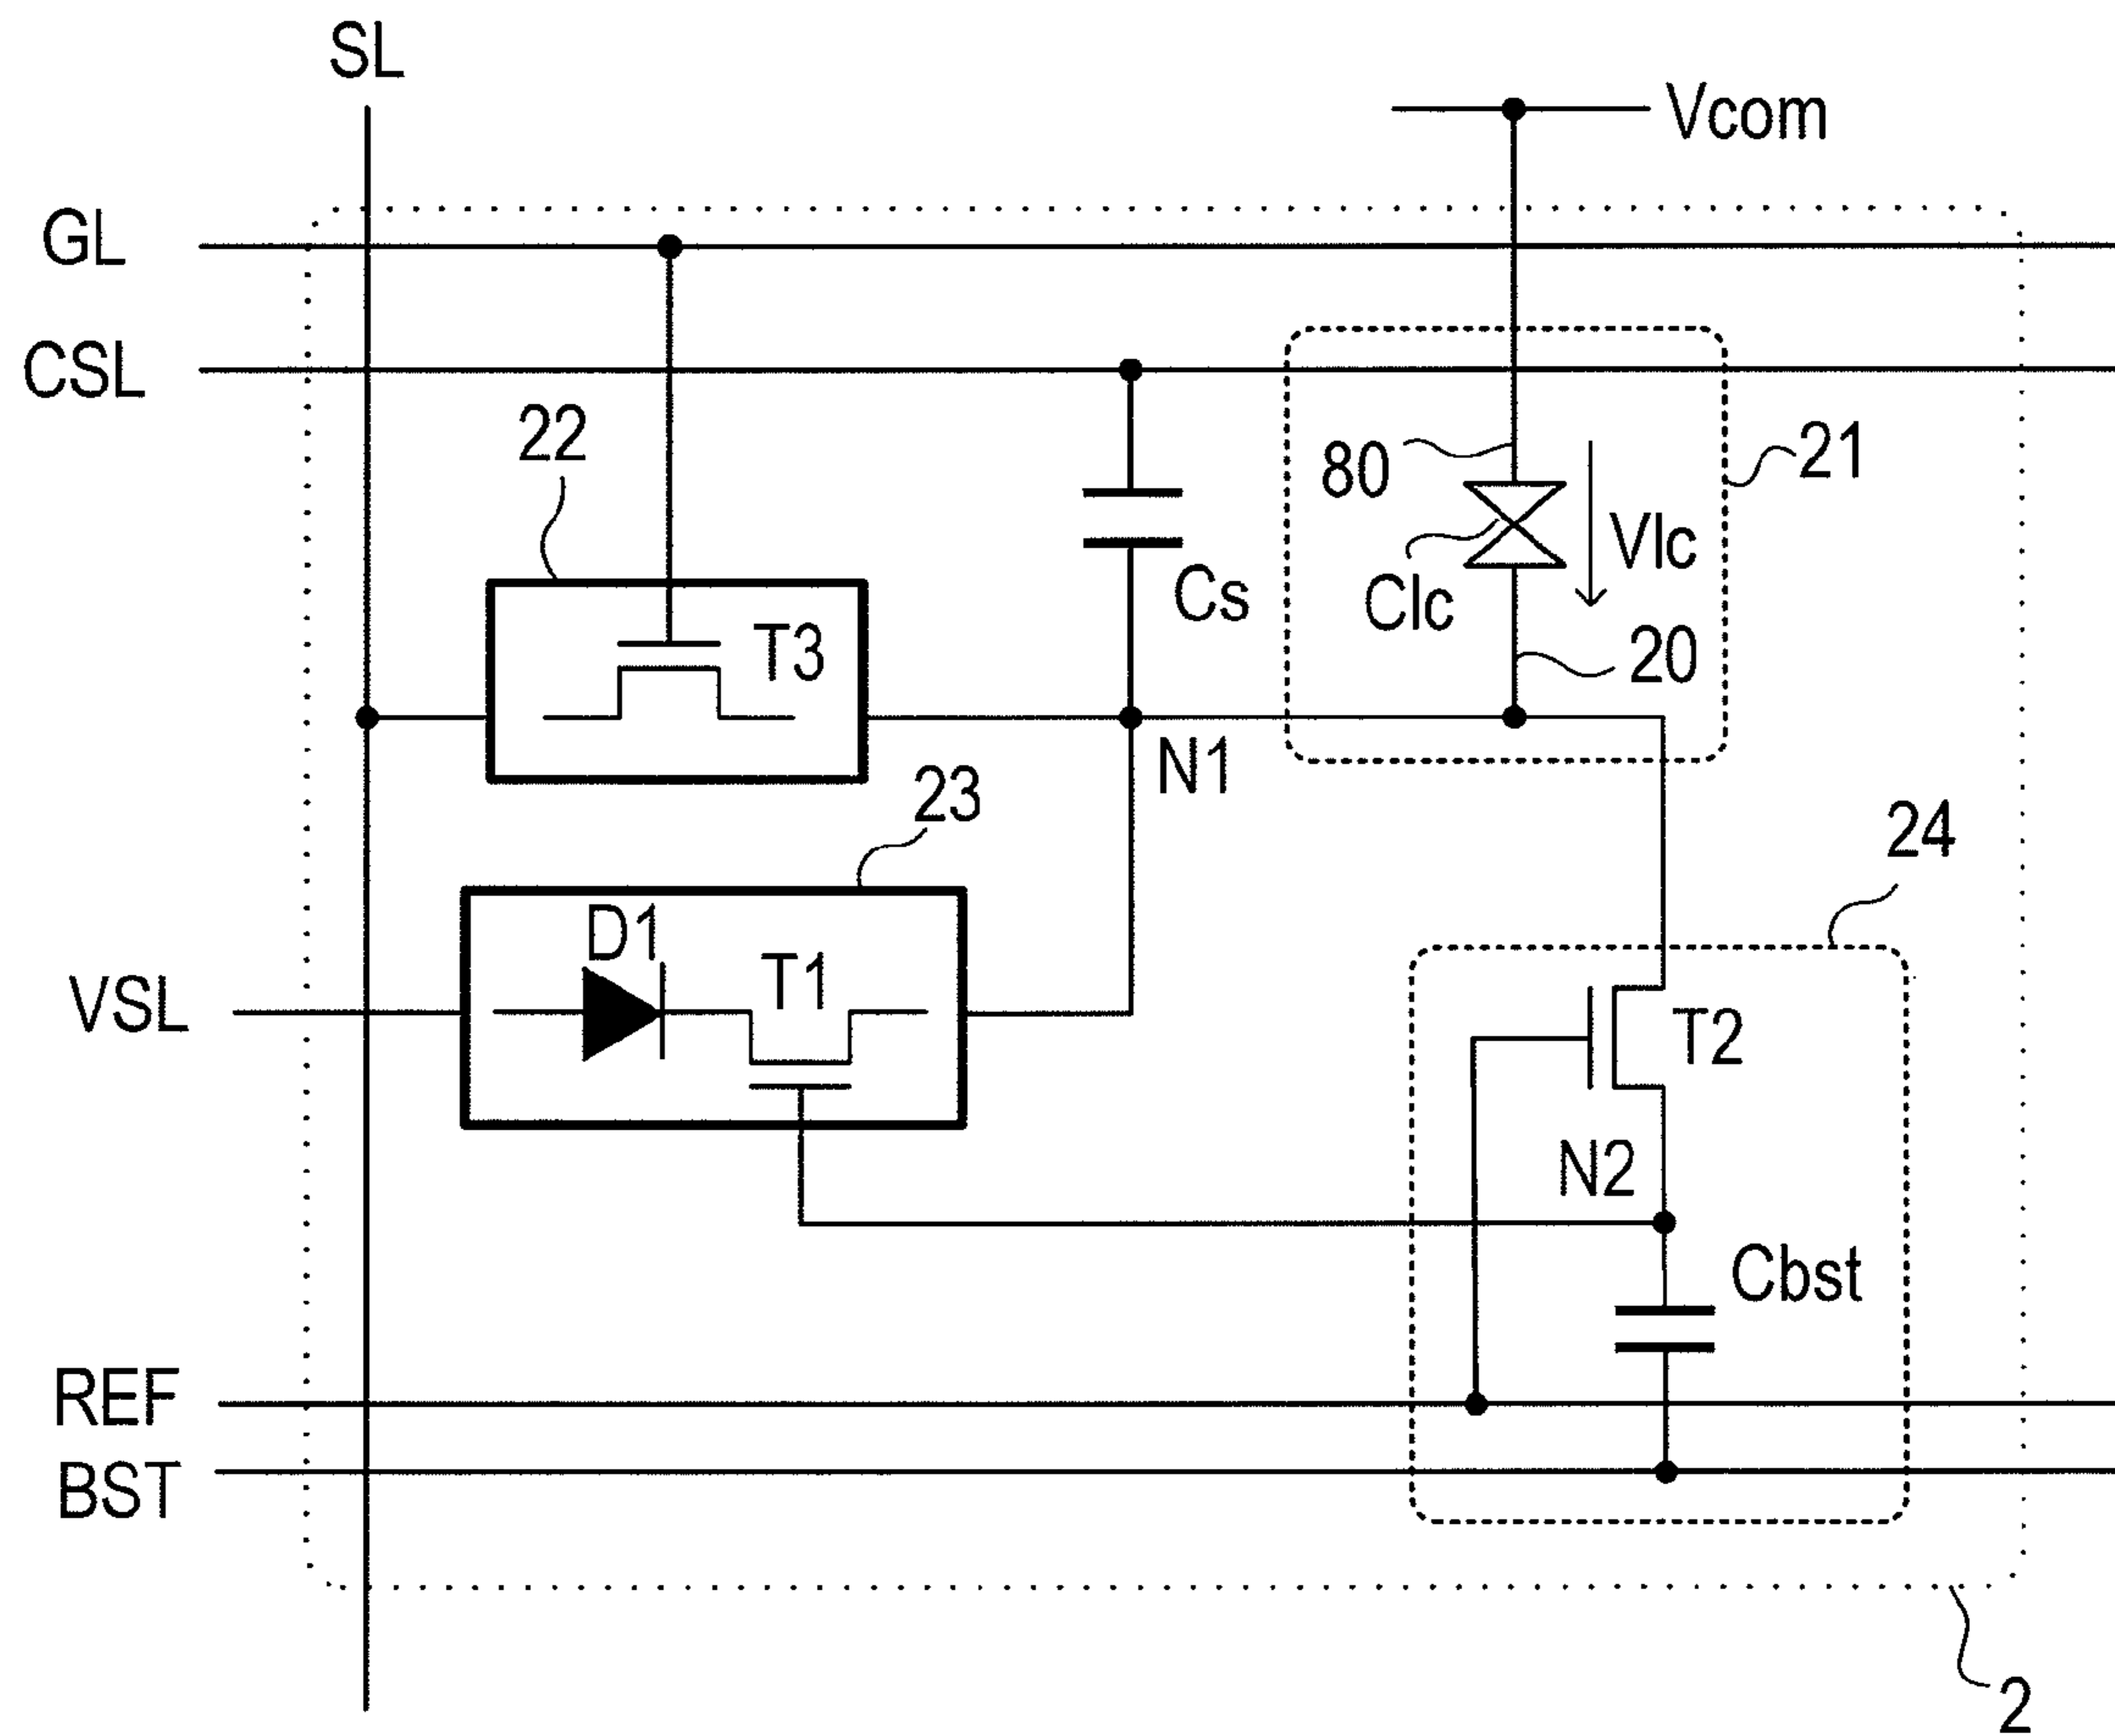 SL
Vcom
GL
CSL
22
80
21
Vlc
Clc
Cs
20
T3
N1
23
24
D1
T1
VSL
T2
N2
Cbst
REF
BST
2